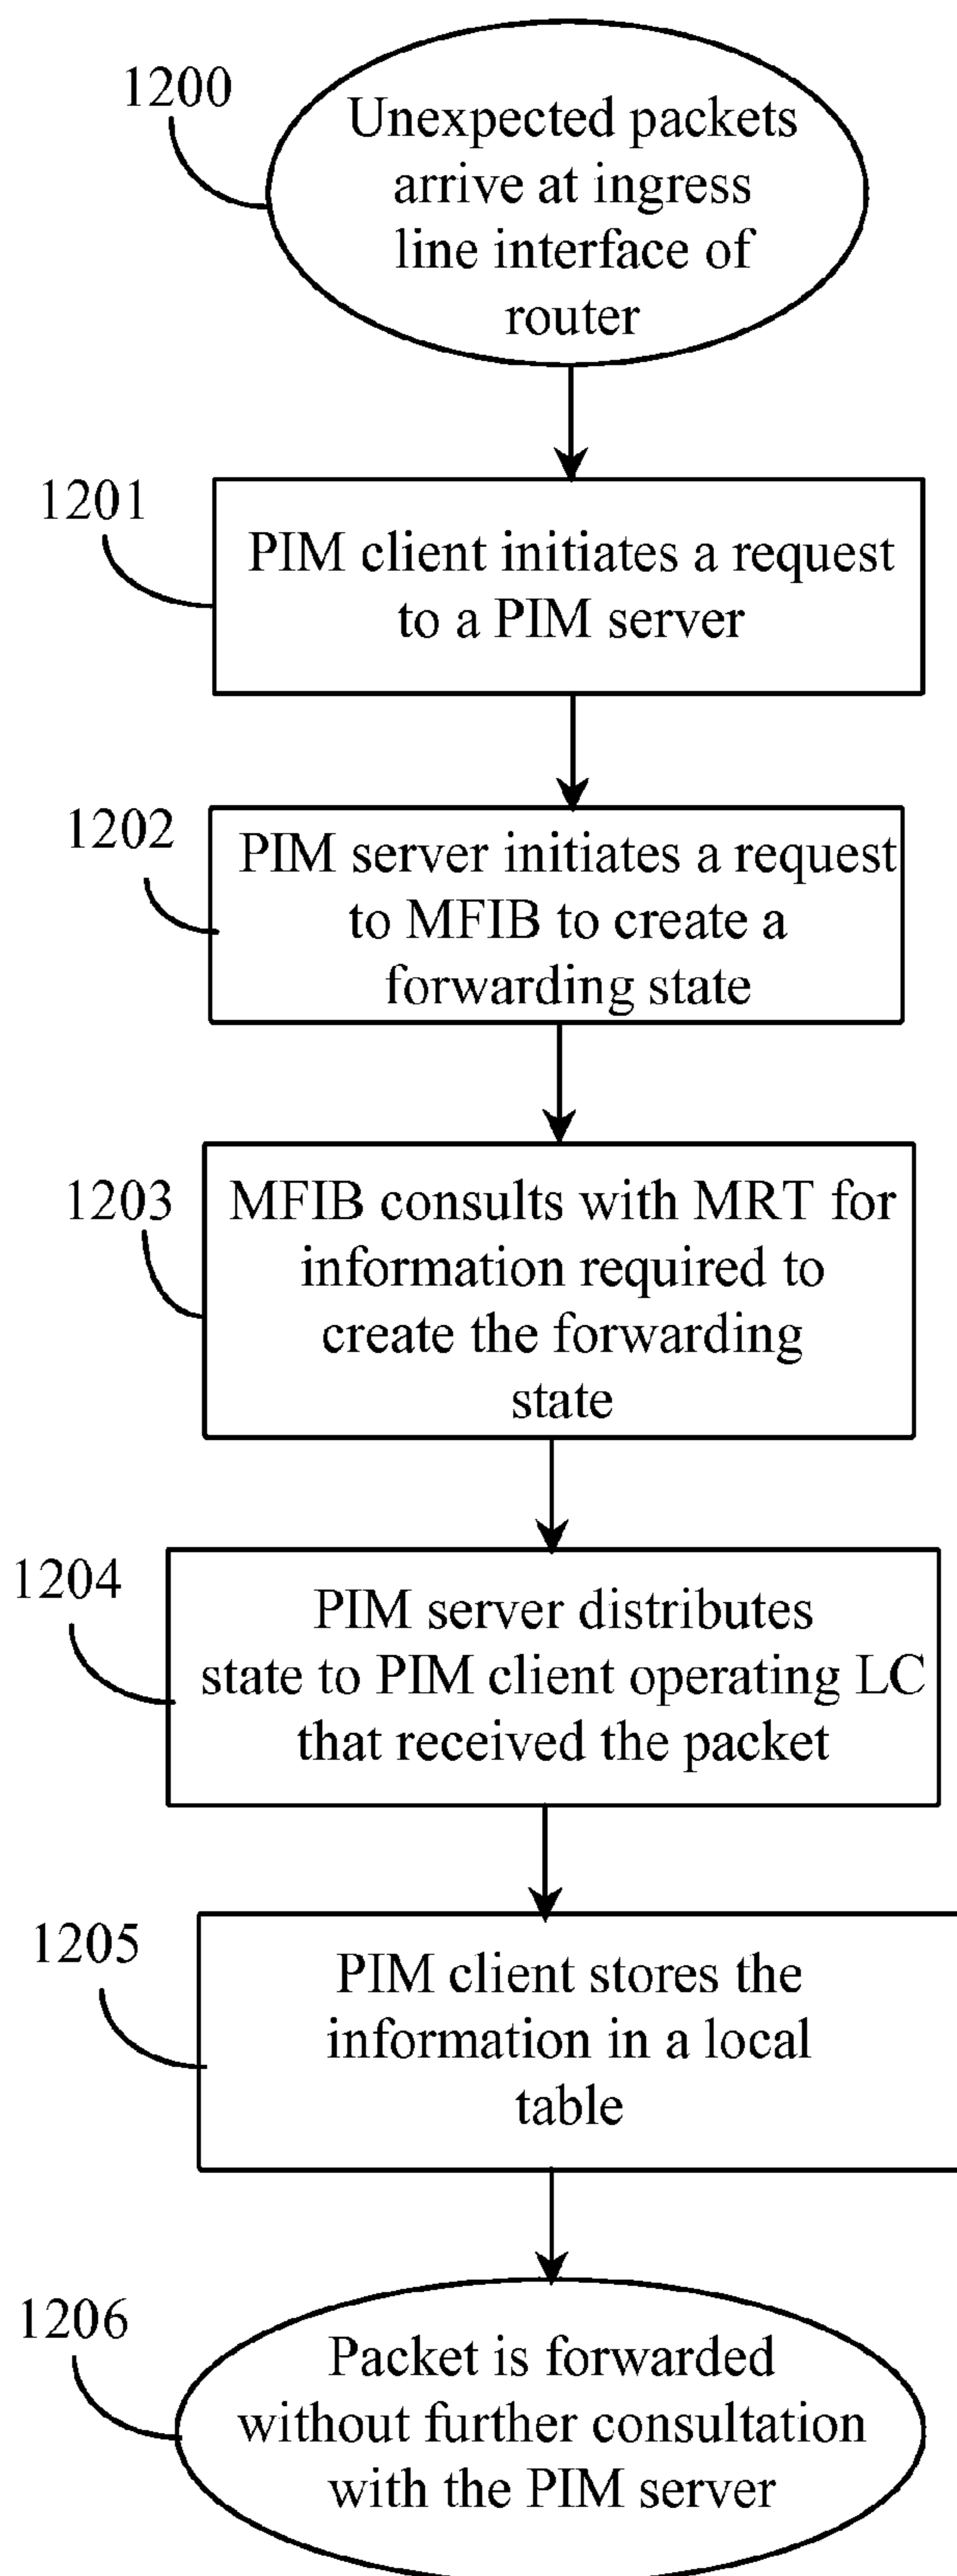 1200
Unexpected packets
arrive at ingress
line interface of
router
1201
PIM client initiates a request
to a PIM server
1202
PIM server initiates a request
to MFIB to create a
forwarding state
1203
MFIB consults with MRT for
information required to
create the forwarding
state
1204
PIM server distributes
state to PIM client operating LC
that received the packet
1205
PIM client stores the
information in a local
table
1206
Packet is forwarded
without further consultation
with the PIM server